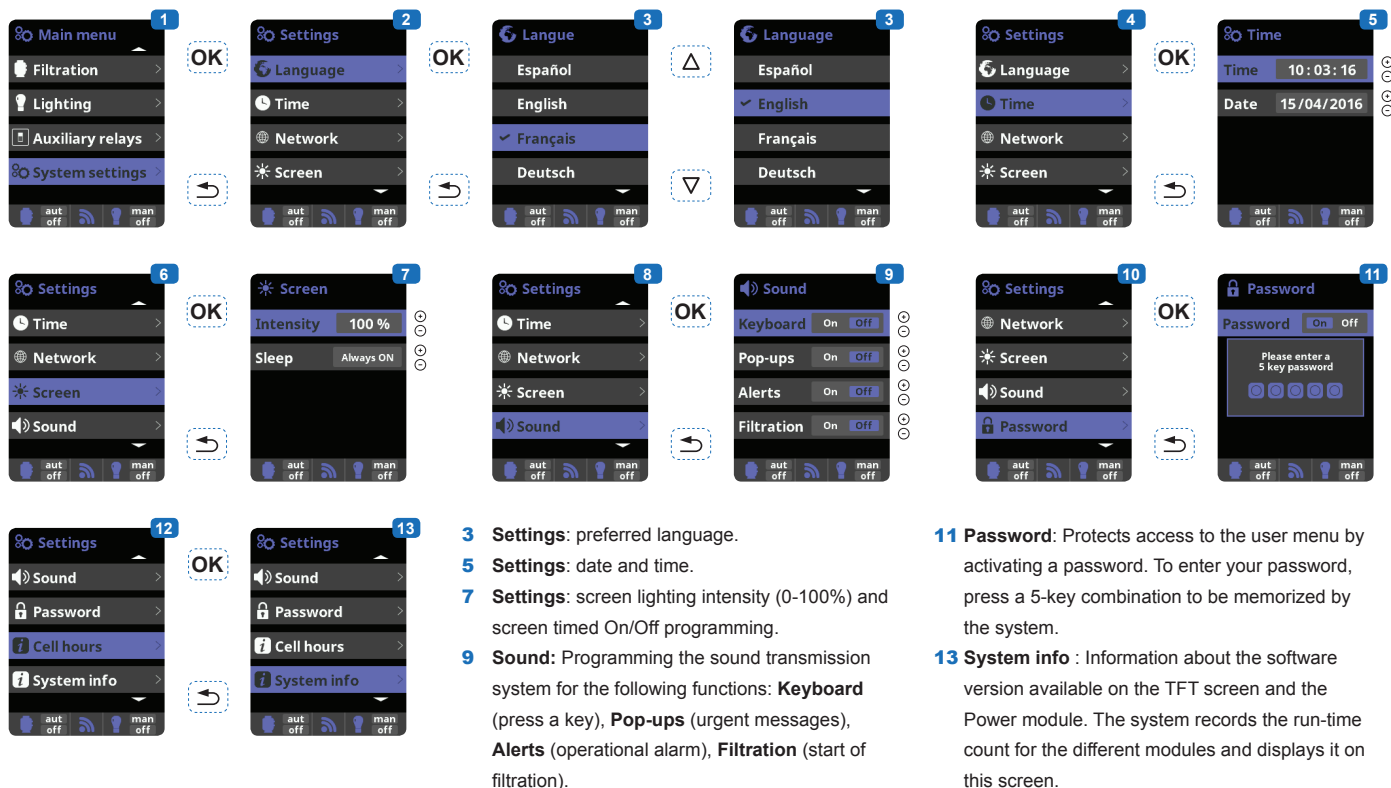 1
Main menu
Filtration
Lighting
Auxiliary relays
System settings
aut off man off
OK
2
Settings
Language
Time
Network
Screen
aut off man off
OK
3
Langue
Español
English
Français
Deutsch
aut off man off
3
Language
Español
English
Français
Deutsch
aut off man off
4
Settings
Language
Time
Network
Screen
aut off man off
OK
5
Time
Time 10:03:16
Date 15/04/2016
aut off man off
6
Settings
Time
Network
Screen
Sound
aut off man off
OK
7
Screen
Intensity 100 %
Sleep Always ON
aut off man off
8
Settings
Time
Network
Screen
Sound
aut off man off
OK
9
Sound
Keyboard On Off
Pop-ups On Off
Alerts On Off
Filtration On Off
aut off man off
10
Settings
Network
Screen
Sound
Password
aut off man off
OK
11
Password
Password On Off
Please enter a
5 key password
aut off man off
12
Settings
Sound
Password
Cell hours
System info
aut off man off
OK
13
Settings
Sound
Password
Cell hours
System info
aut off man off
3 Settings: preferred language.
5 Settings: date and time.
7 Settings: screen lighting intensity (0-100%) and
screen timed On/Off programming.
9 Sound: Programming the sound transmission
system for the following functions: Keyboard
(press a key), Pop-ups (urgent messages),
Alerts (operational alarm), Filtration (start of
filtration).
11 Password: Protects access to the user menu by
activating a password. To enter your password,
press a 5-key combination to be memorized by
the system.
13 System info : Information about the software
version available on the TFT screen and the
Power module. The system records the run-time
count for the different modules and displays it on
this screen.